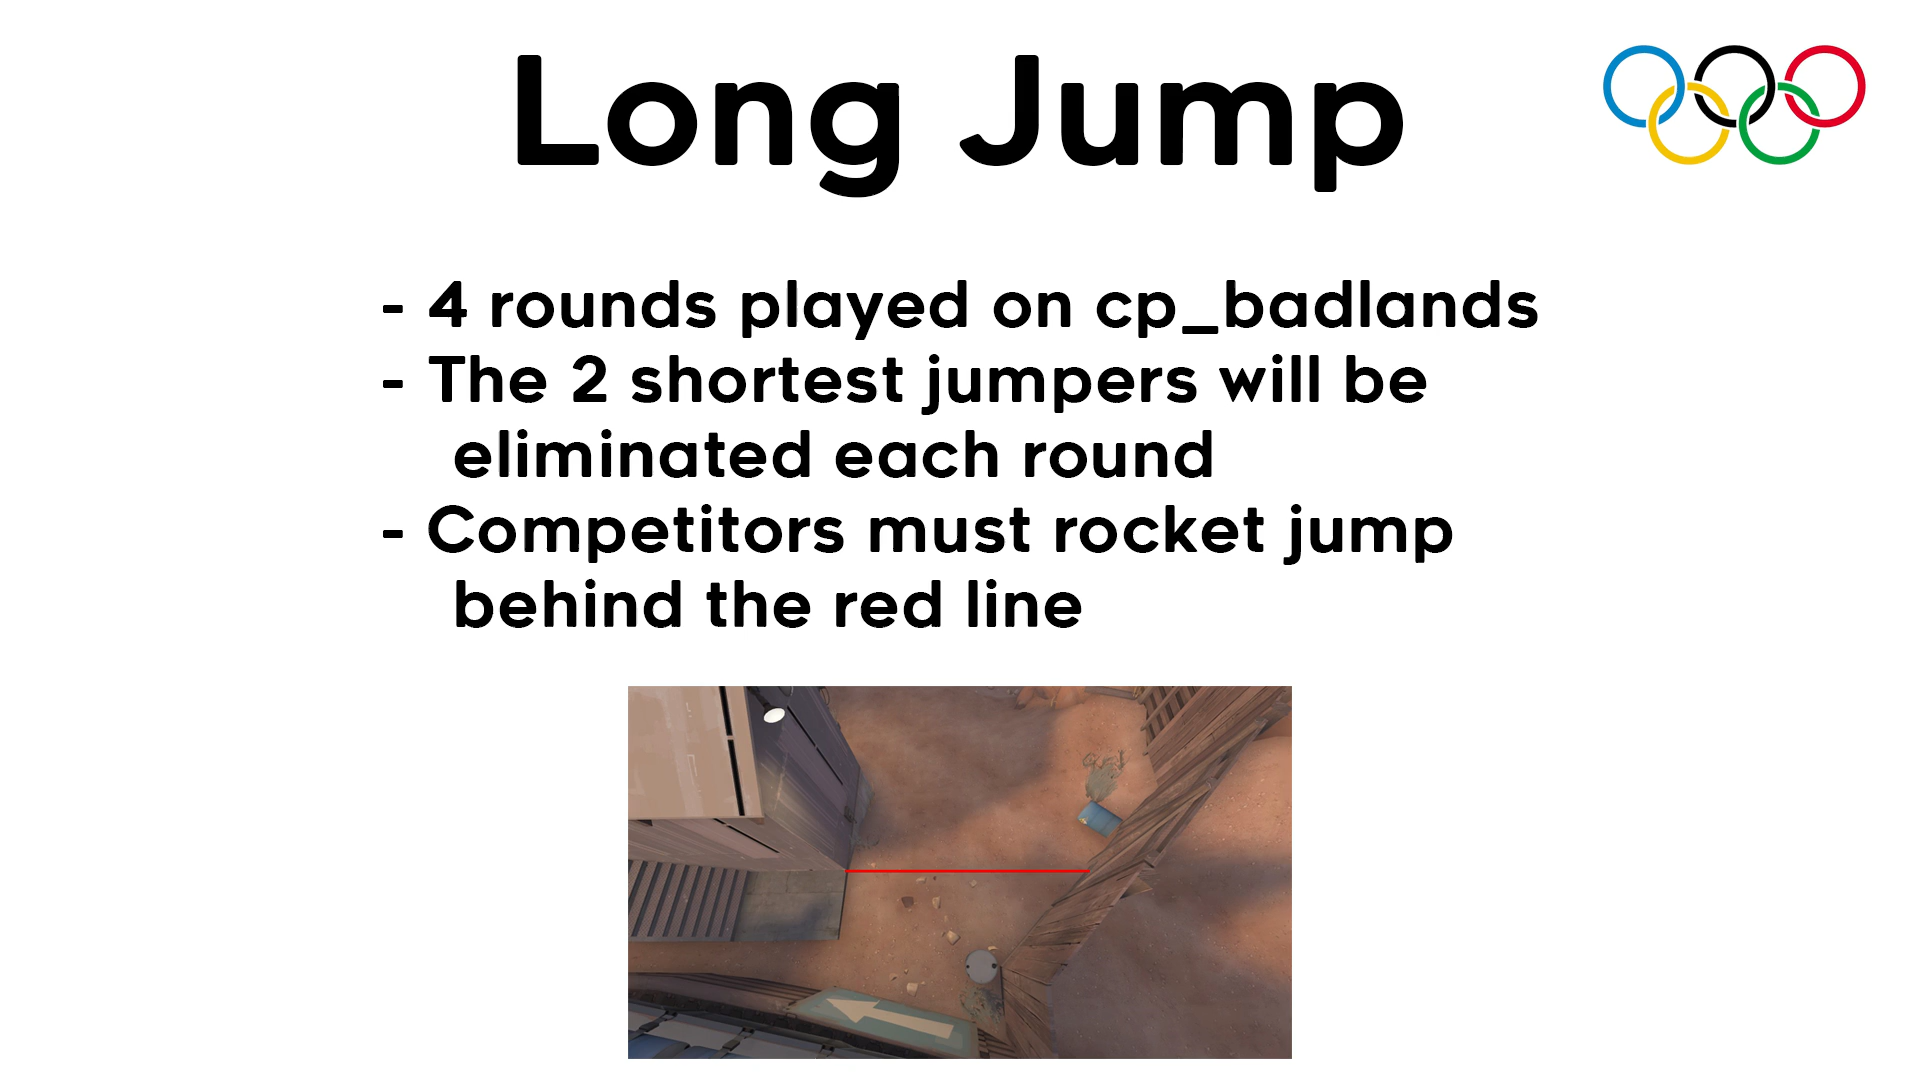 Long Jump
- 4 rounds played on cp_badlands
- The 2 shortest jumpers will be
eliminated each round
- Competitors must rocket jump
behind the red line